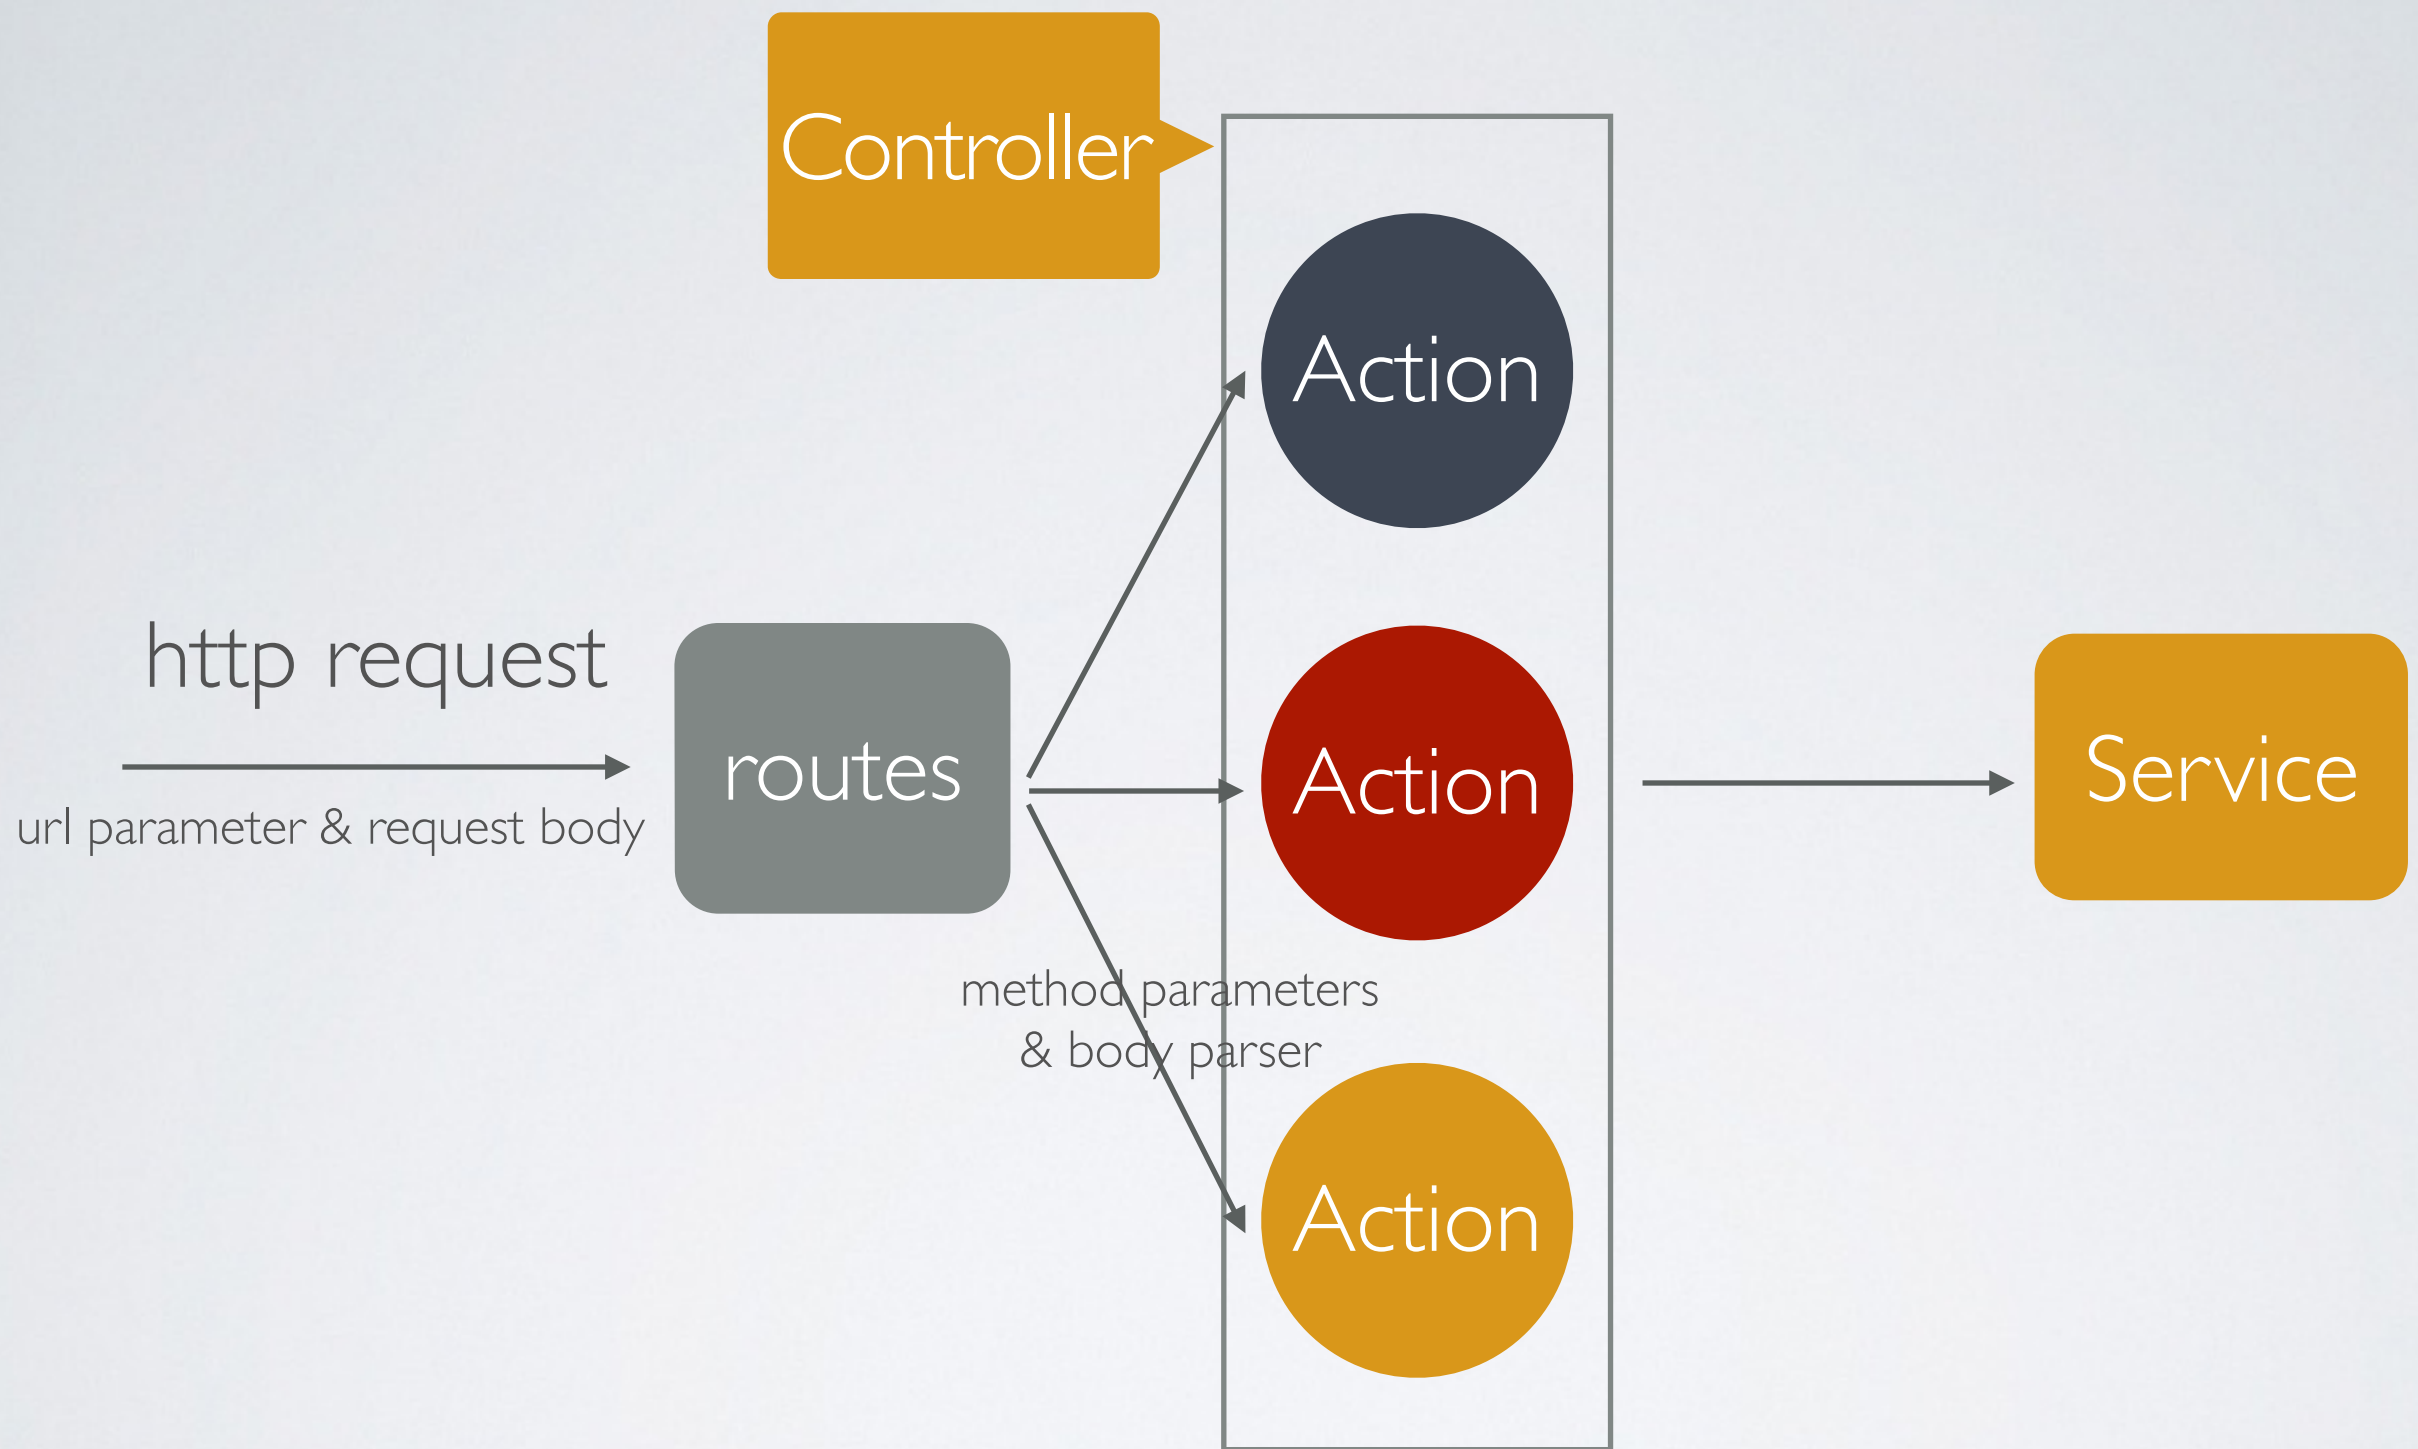 Controller
Action
http request
url parameter & request body
routes
Action
Service
method parameters
& body parser
Action